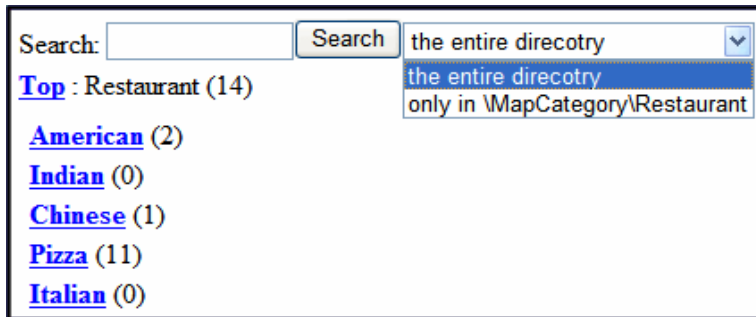 Search: Search the entire direcotry
the entire direcotry
only in \MapCategory\Restaurant
Top : Restaurant (14)
American (2)
Indian (0)
Chinese (1)
Pizza (11)
Italian (0)